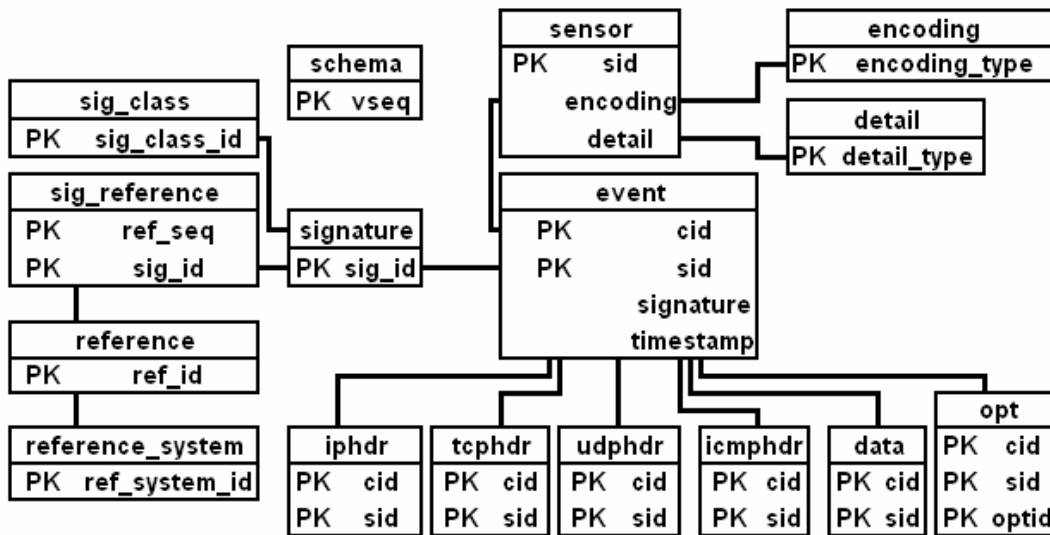 sensor
PK sid
encoding
detail
encoding
PK encoding_type
detail
PK detail_type
schema
PK vseq
sig_class
PK sig_class_id
sig_reference
PK ref_seq
PK sig_id
signature
PK sig_id
event
PK cid
PK sid
signature
timestamp
reference
PK ref_id
reference_system
PK ref_system_id
iphdr
PK cid
PK sid
tcphdr
PK cid
PK sid
udphdr
PK cid
PK sid
icmphdr
PK cid
PK sid
data
PK cid
PK sid
opt
PK cid
PK sid
PK optid